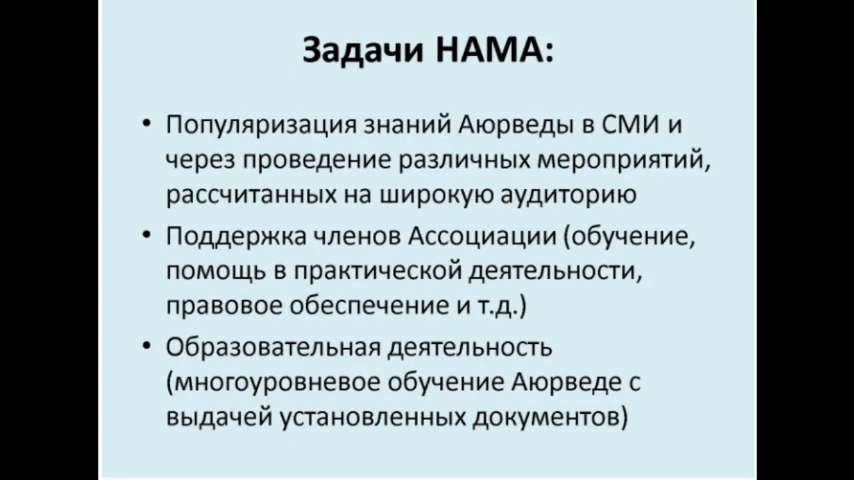 Задачи НАМА:
• Популяризация знаний Аюрведы в СМИ и
через проведение различных мероприятий,
рассчитанных на широкую аудиторию
• Поддержка членов Ассоциации (обучение,
помощь в практической деятельности,
правовое обеспечение и т.д.)
• Образовательная деятельность
(многоуровневое обучение Аюрведе с
выдачей установленных документов)